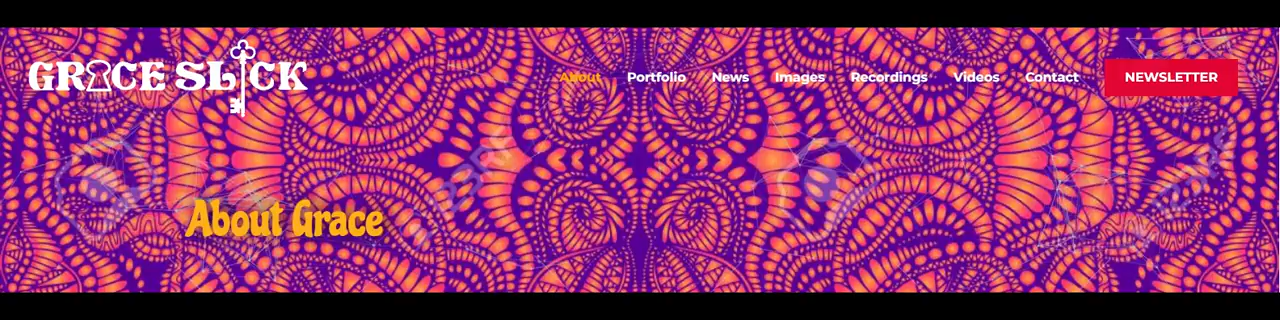 GRACE SLICK
About
Portfolio
News
Images
Recordings
Videos
Contact
NEWSLETTER
About Grace